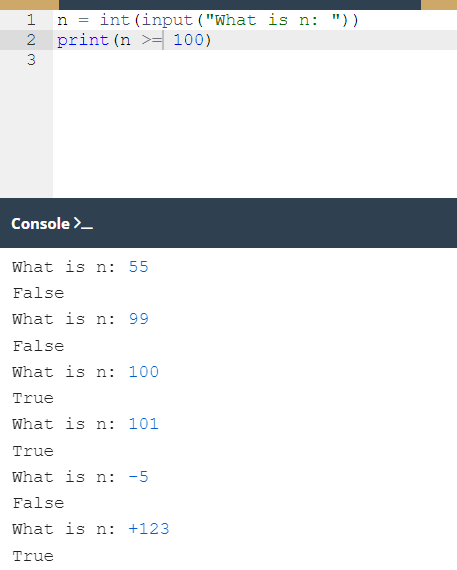 1 n = int(input("What is n: "))
2 print(n >= 100)
3
Console >_
What is n: 55
False
What is n: 99
False
What is n: 100
True
What is n: 101
True
What is n: -5
False
What is n: +123
True